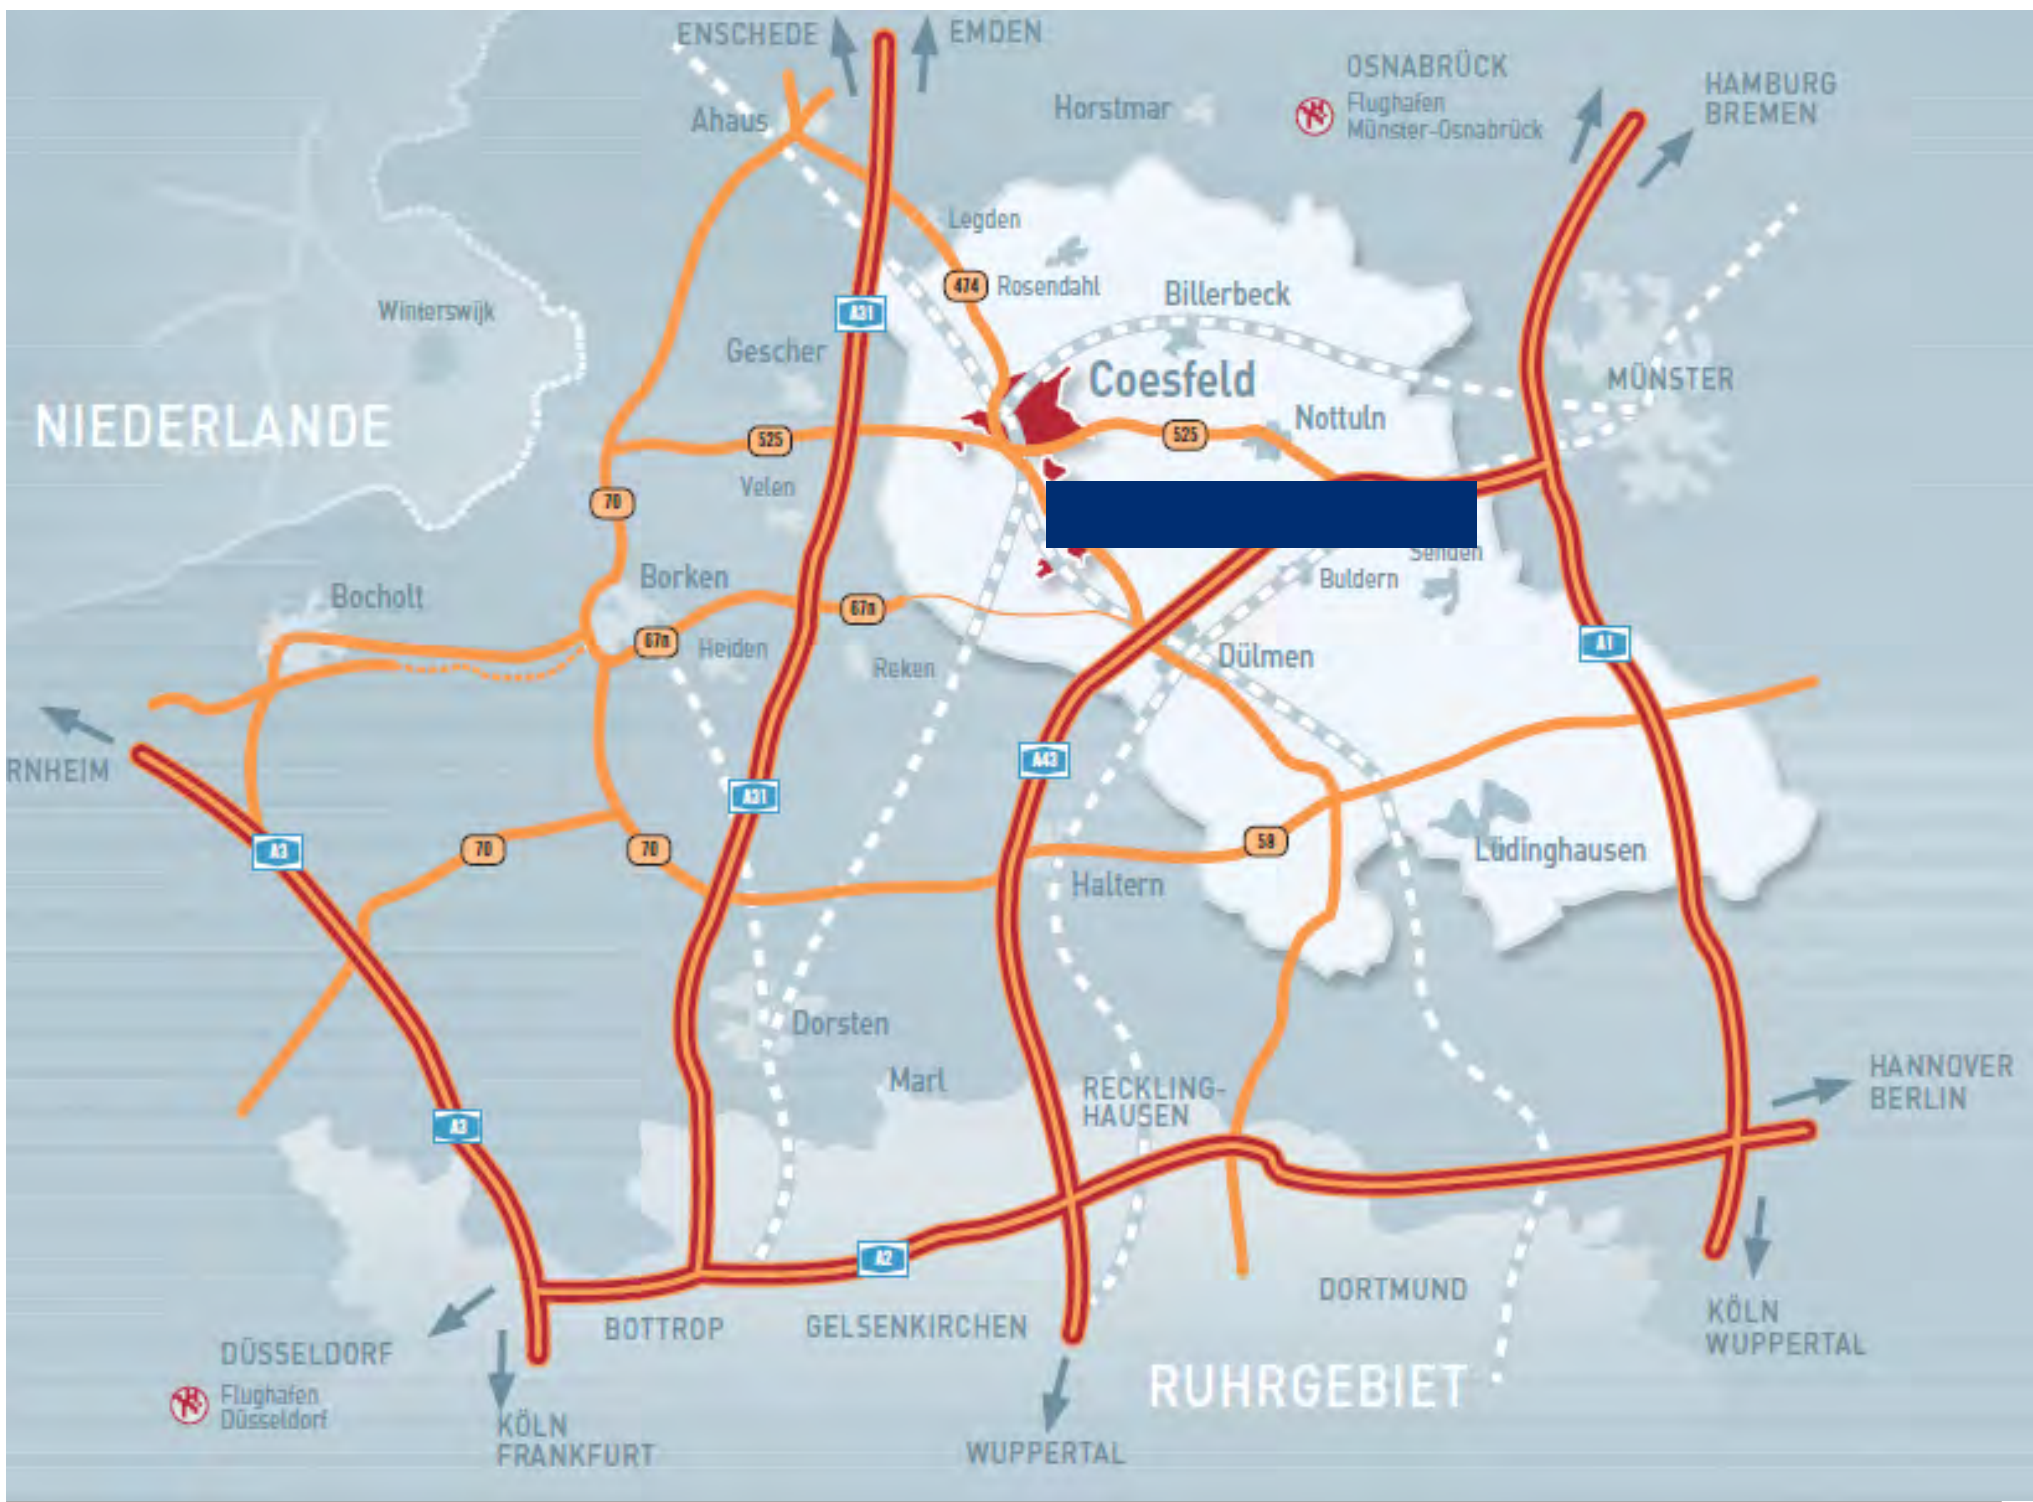 ENSCHEDE
EMDEN
OSNABRÜCK
Flughafen
Münster-Osnabrück
HAMBURG
BREMEN
Ahaus
Horstmar
Legden
474
Rosendahl
Billerbeck
Winterswijk
A31
Gescher
Coesfeld
MÜNSTER
NIEDERLANDE
525
525
Nottuln
Velen
70
Senden
Borken
Buldern
Bocholt
67n
67n
Heiden
Reken
Dülmen
A1
RNHEIM
A43
A31
A3
70
70
58
Lüdinghausen
Haltern
Dorsten
Marl
RECKLING-
HAUSEN
HANNOVER
BERLIN
A3
A2
DORTMUND
BOTTROP
GELSENKIRCHEN
KÖLN
WUPPERTAL
DÜSSELDORF
Flughafen
Düsseldorf
RUHRGEBIET
KÖLN
FRANKFURT
WUPPERTAL